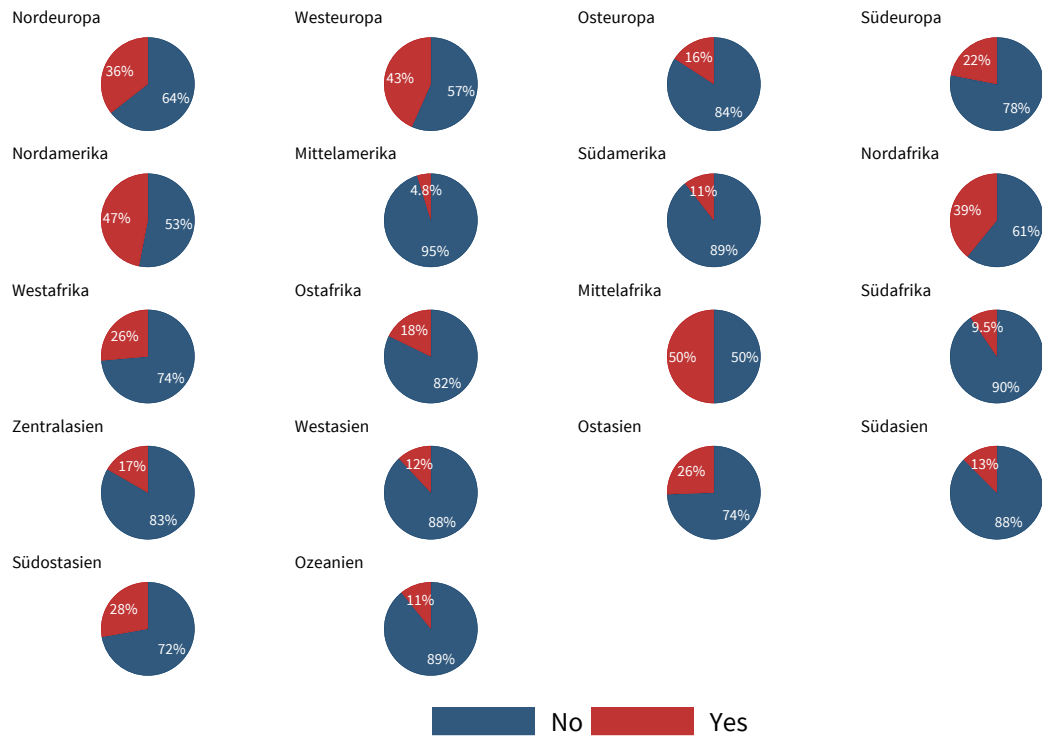 Nordeuropa
Westeuropa
Osteuropa
Südeuropa
36%
64%
43%
57%
16%
84%
22%
78%
Nordamerika
Mittelamerika
Südamerika
Nordafrika
47%
53%
4.8%
95%
11%
89%
39%
61%
Westafrika
Ostafrika
Mittelafrika
Südafrika
26%
74%
18%
82%
50%
50%
9.5%
90%
Zentralasien
Westasien
Ostasien
Südasien
17%
83%
12%
88%
26%
74%
13%
88%
Südostasien
Ozeanien
28%
72%
11%
89%
No
Yes